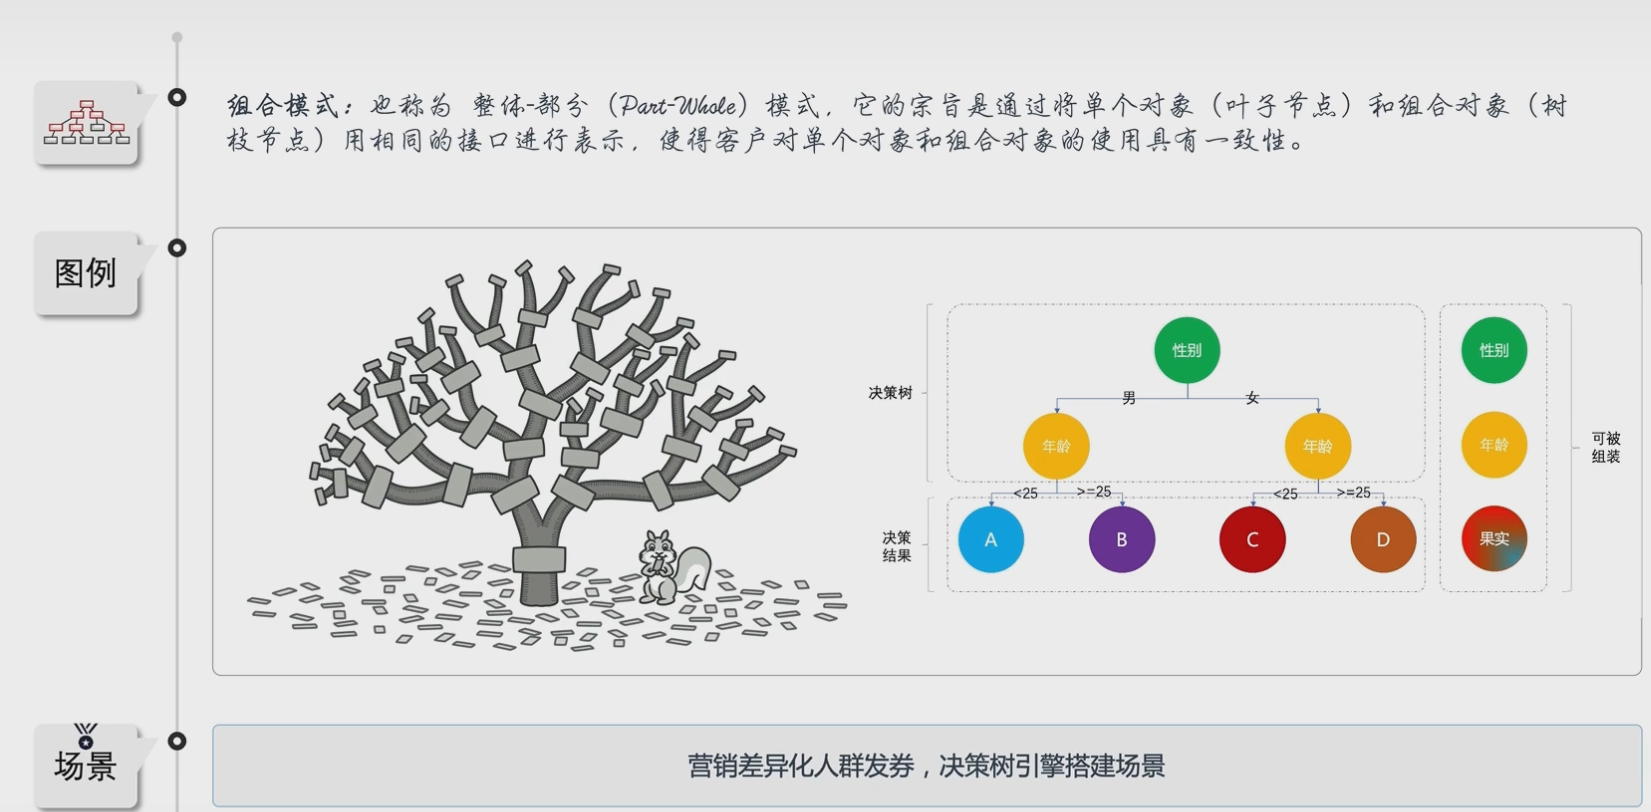 组合模式：也称为 整体-部分（Part-Whole）模式，它的宗旨是通过将单个对象（叶子节点）和组合对象（树
枝节点）用相同的接口进行表示，使得客户对单个对象和组合对象的使用具有一致性。
图例
决策树
性别
男
女
年龄
年龄
<25
>=25
<25
>=25
决策
结果
A
B
C
D
性别
年龄
果实
可被
组装
场景
营销差异化人群发券，决策树引擎搭建场景